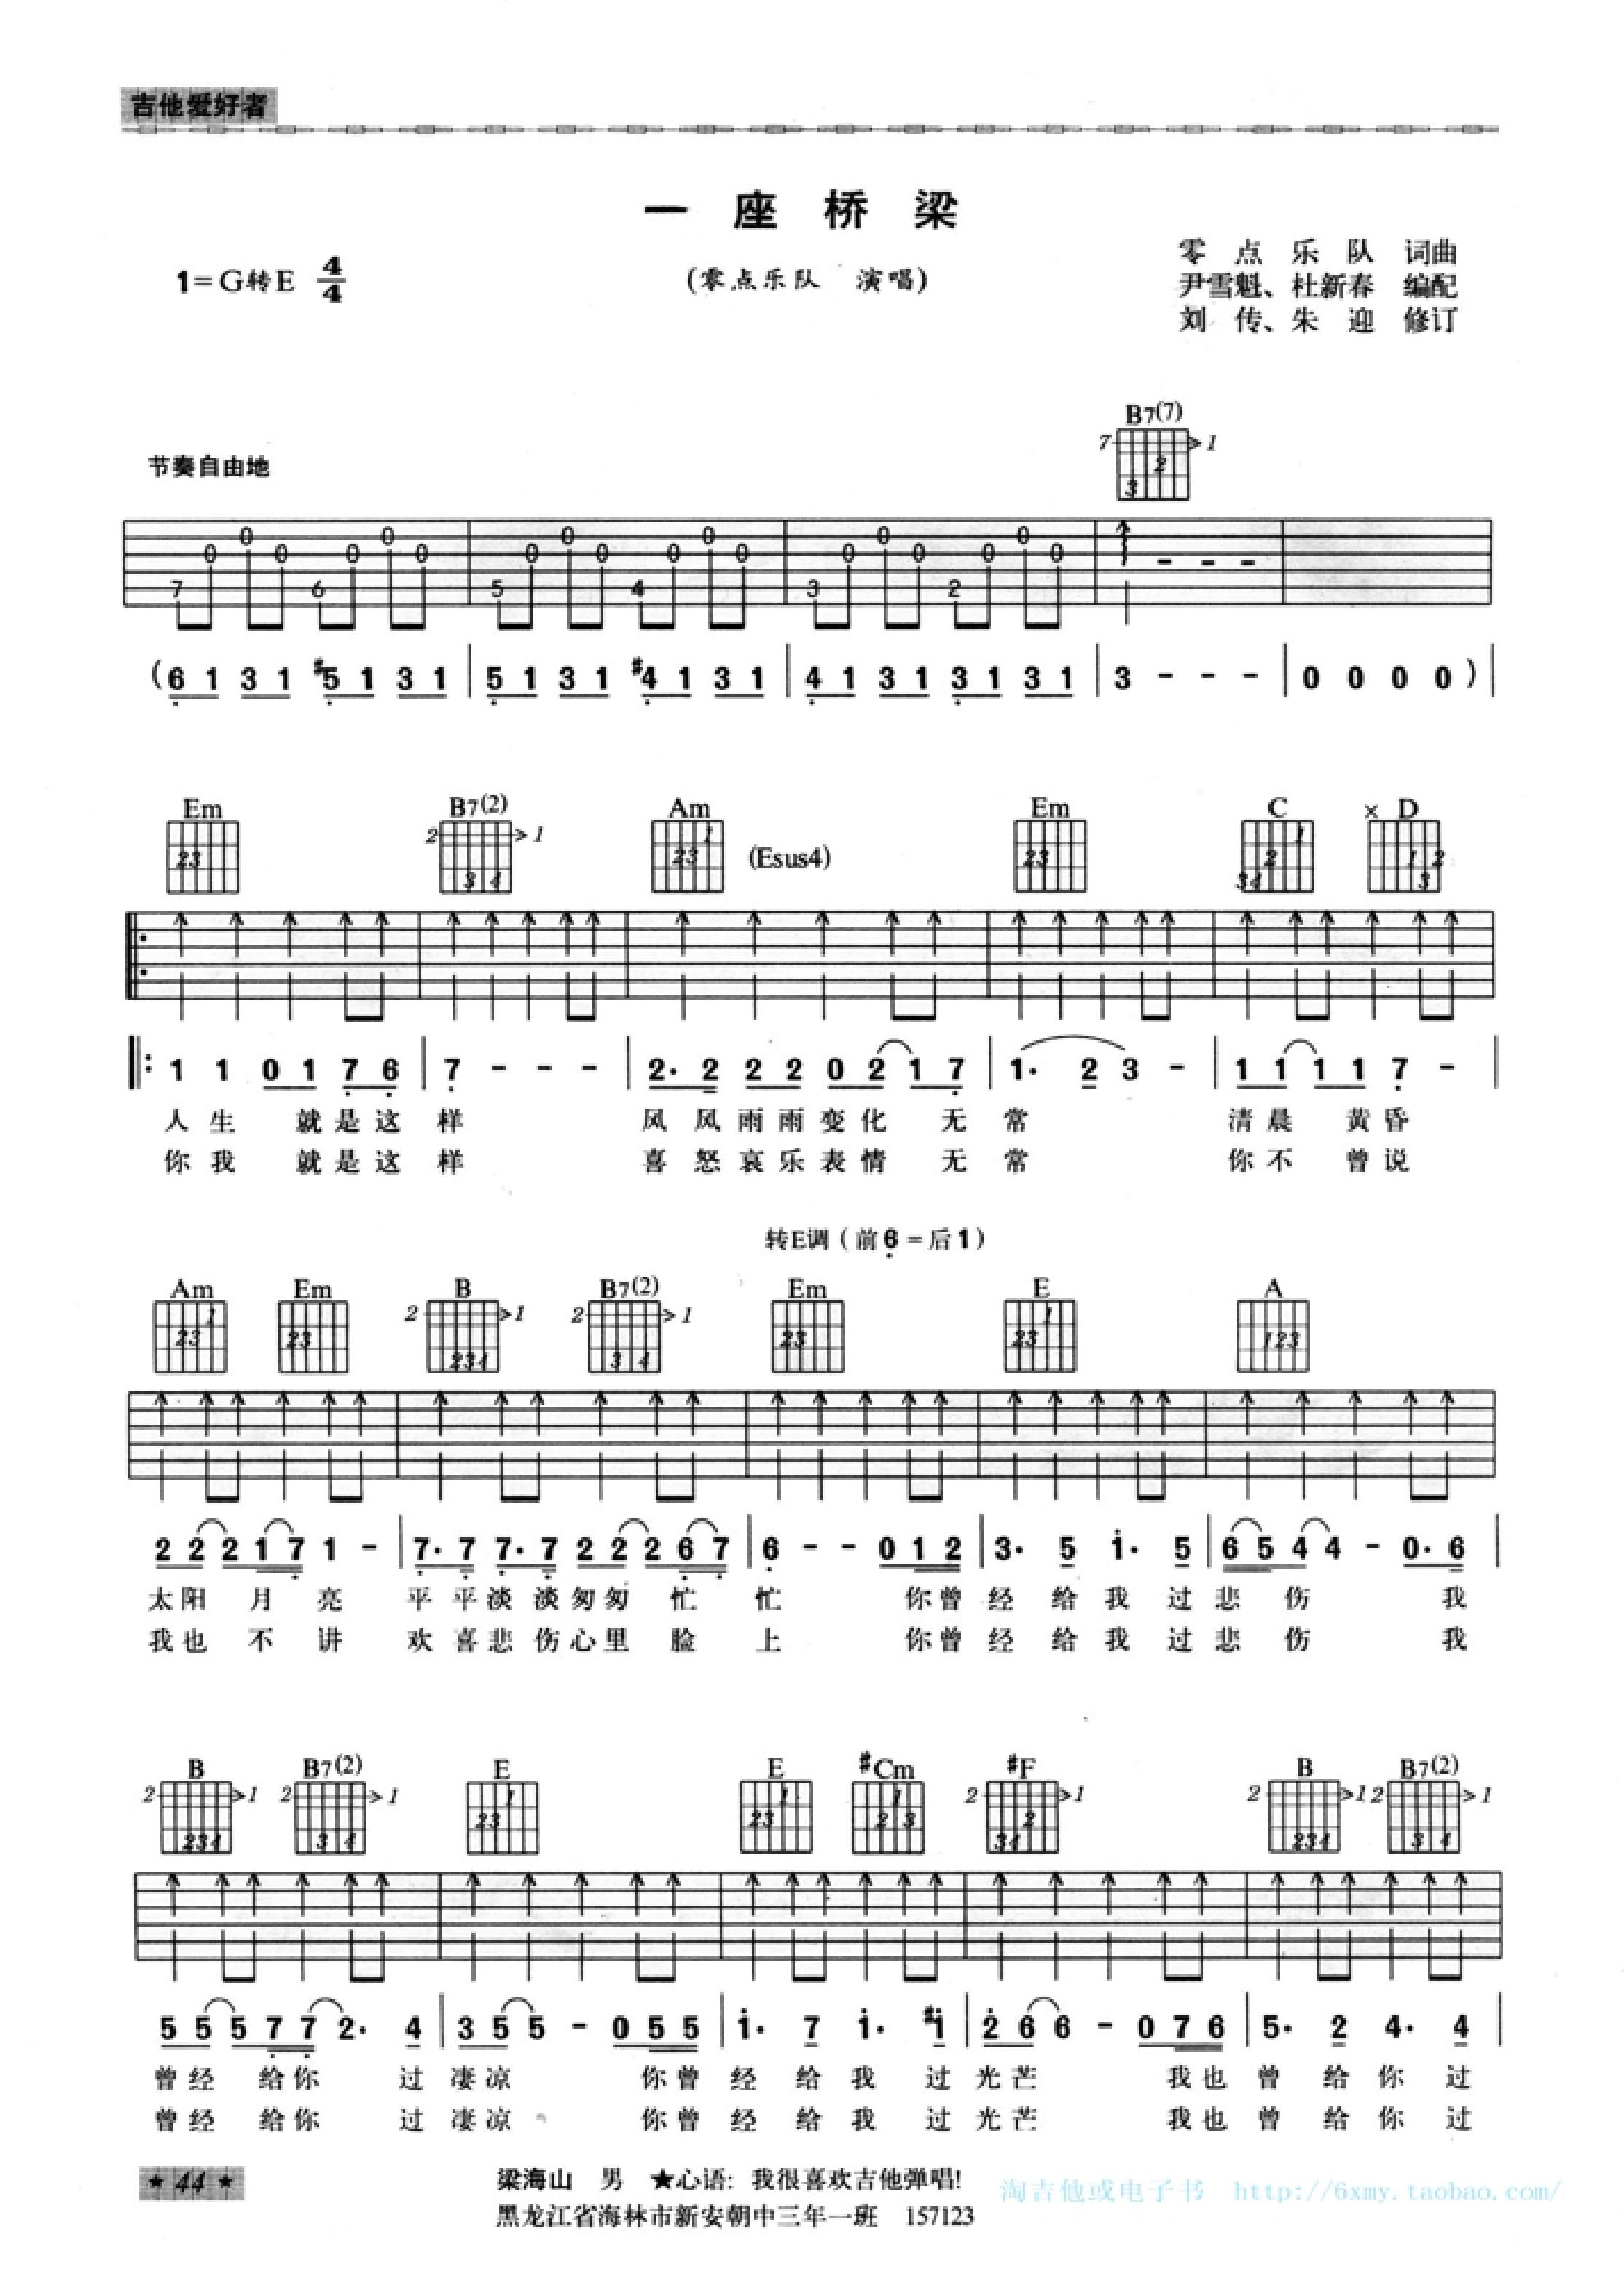 吉他爱好者
一座桥梁
1=G转E 4/4
(零点乐队 演唱)
零点乐队 词曲
尹雪魁、杜新春 编配
刘传、朱迎 修订
B7(7)
7 1
2
3
节奏自由地
0 0 0 0 0 0 0 0 0 0 0 0 0 0 0 0 0 0
7 6 5 4 3 2
(6 1 3 1 #5 1 3 1 | 5 1 3 1 #4 1 3 1 | 4 1 3 1 3 1 3 1 | 3 - - - | 0 0 0 0 ) |
Em B7(2) Am (Esus4) Em C × D
‖: 1 1 0 1 7 6 | 7 - - - | 2· 2 2 2 0 2 1 7 | 1· 2 3 - | 1 1 1 1 7 - |
人生 就是这样 风风雨雨变化 无常 清晨 黄昏
你我 就是这样 喜怒哀乐表情 无常 你不 曾说
转E调(前6=后1)
Am Em B B7(2) Em E A
2 2 2 1 7 1 - | 7· 7 7· 7 2 2 2 6 7 | 6 - - 0 1 2 | 3· 5 1· 5 | 6 5 4 4 - 0· 6 |
太阳 月 亮 平平淡淡匆匆 忙 忙 你曾 经给我过悲伤 我
我也 不 讲 欢喜悲伤心里 脸 上 你曾 经给我过悲伤 我
B B7(2) E E #Cm #F B B7(2)
5 5 5 7 7 2· 4 | 3 5 5 - 0 5 5 | 1· 7 1· #1 | 2 6 6 - 0 7 6 | 5· 2 4· 4 |
曾经 给你 过凄凉 你曾 经给我过光芒 我也 曾给你过
曾经 给你 过凄凉 你曾 经给我过光芒 我也 曾给你过
★ 44 ★
梁海山 男 ★心语: 我很喜欢吉他弹唱!
黑龙江省海林市新安朝中三年一班 157123
淘吉他或电子书 http://6xmy.taobao.com/